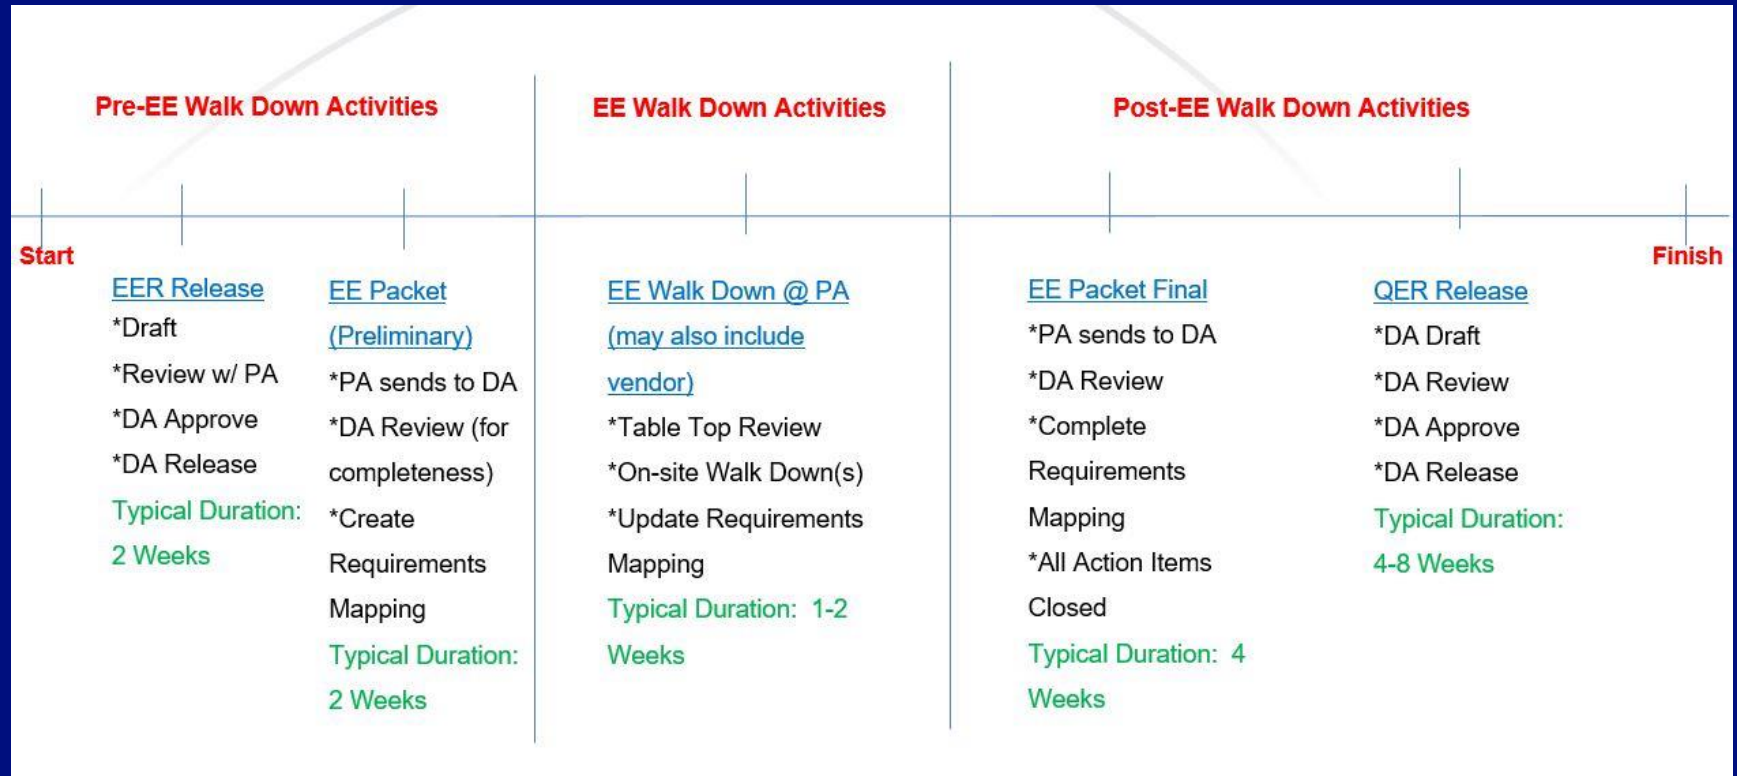 Pre-EE Walk Down Activities
EE Walk Down Activities
Post-EE Walk Down Activities
Start
Finish
EER Release
*Draft
*Review w/ PA
*DA Approve
*DA Release
Typical Duration:
2 Weeks
EE Packet
(Preliminary)
*PA sends to DA
*DA Review (for
completeness)
*Create
Requirements
Mapping
Typical Duration:
2 Weeks
EE Walk Down @ PA
(may also include
vendor)
*Table Top Review
*On-site Walk Down(s)
*Update Requirements
Mapping
Typical Duration:  1-2
Weeks
EE Packet Final
*PA sends to DA
*DA Review
*Complete
Requirements
Mapping
*All Action Items
Closed
Typical Duration:  4
Weeks
QER Release
*DA Draft
*DA Review
*DA Approve
*DA Release
Typical Duration:
4-8 Weeks